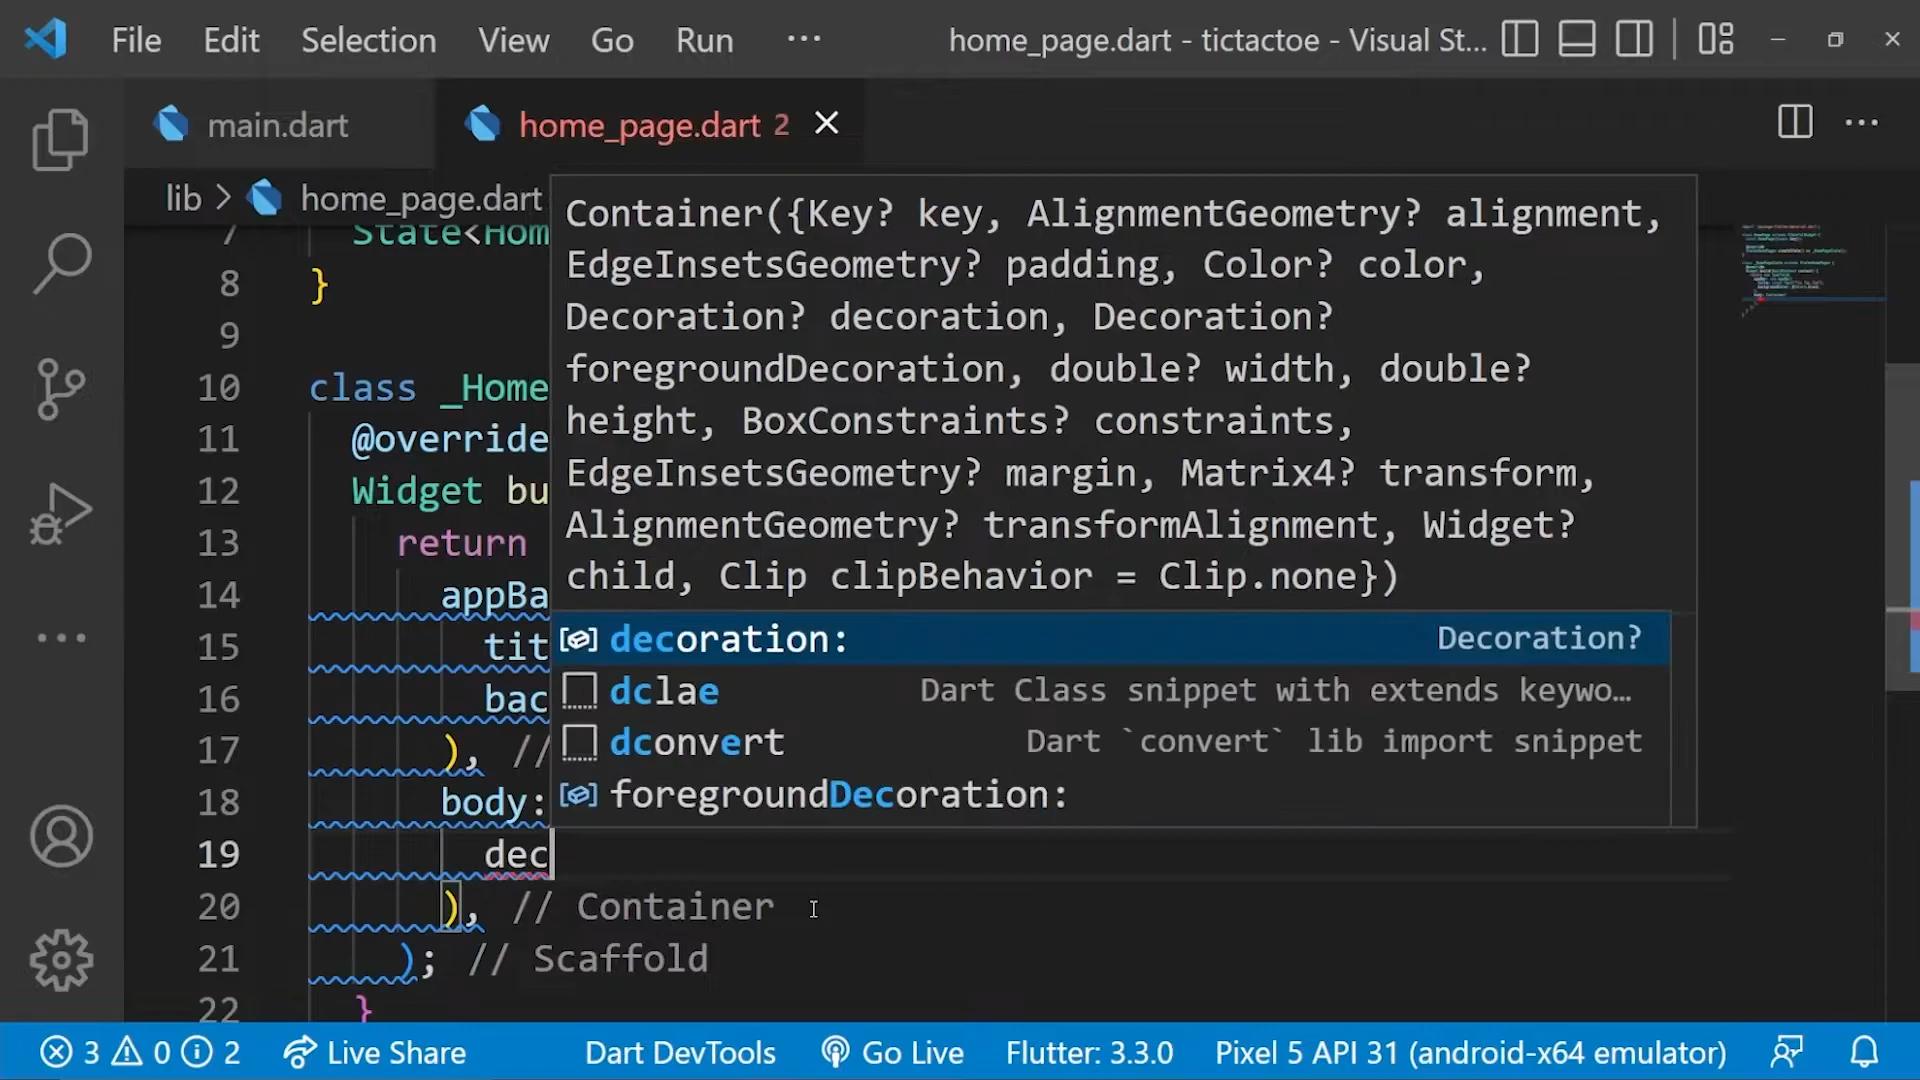 File Edit Selection View Go Run ··· home_page.dart - tictactoe - Visual St...
main.dart home_page.dart 2
lib > home_page.dart
Container({Key? key, AlignmentGeometry? alignment,
EdgeInsetsGeometry? padding, Color? color,
Decoration? decoration, Decoration?
foregroundDecoration, double? width, double?
height, BoxConstraints? constraints,
EdgeInsetsGeometry? margin, Matrix4? transform,
AlignmentGeometry? transformAlignment, Widget?
child, Clip clipBehavior = Clip.none})
decoration: Decoration?
dclae Dart Class snippet with extends keywo...
dconvert Dart `convert` lib import snippet
foregroundDecoration:
7 State<Hom
8 }
9
10 class _Home
11 @override
12 Widget bu
13 return
14 appBa
15 tit
16 bac
17 ), //
18 body:
19 dec
20 ), // Container
21 ); // Scaffold
22 }
3 0 2 Live Share Dart DevTools Go Live Flutter: 3.3.0 Pixel 5 API 31 (android-x64 emulator)